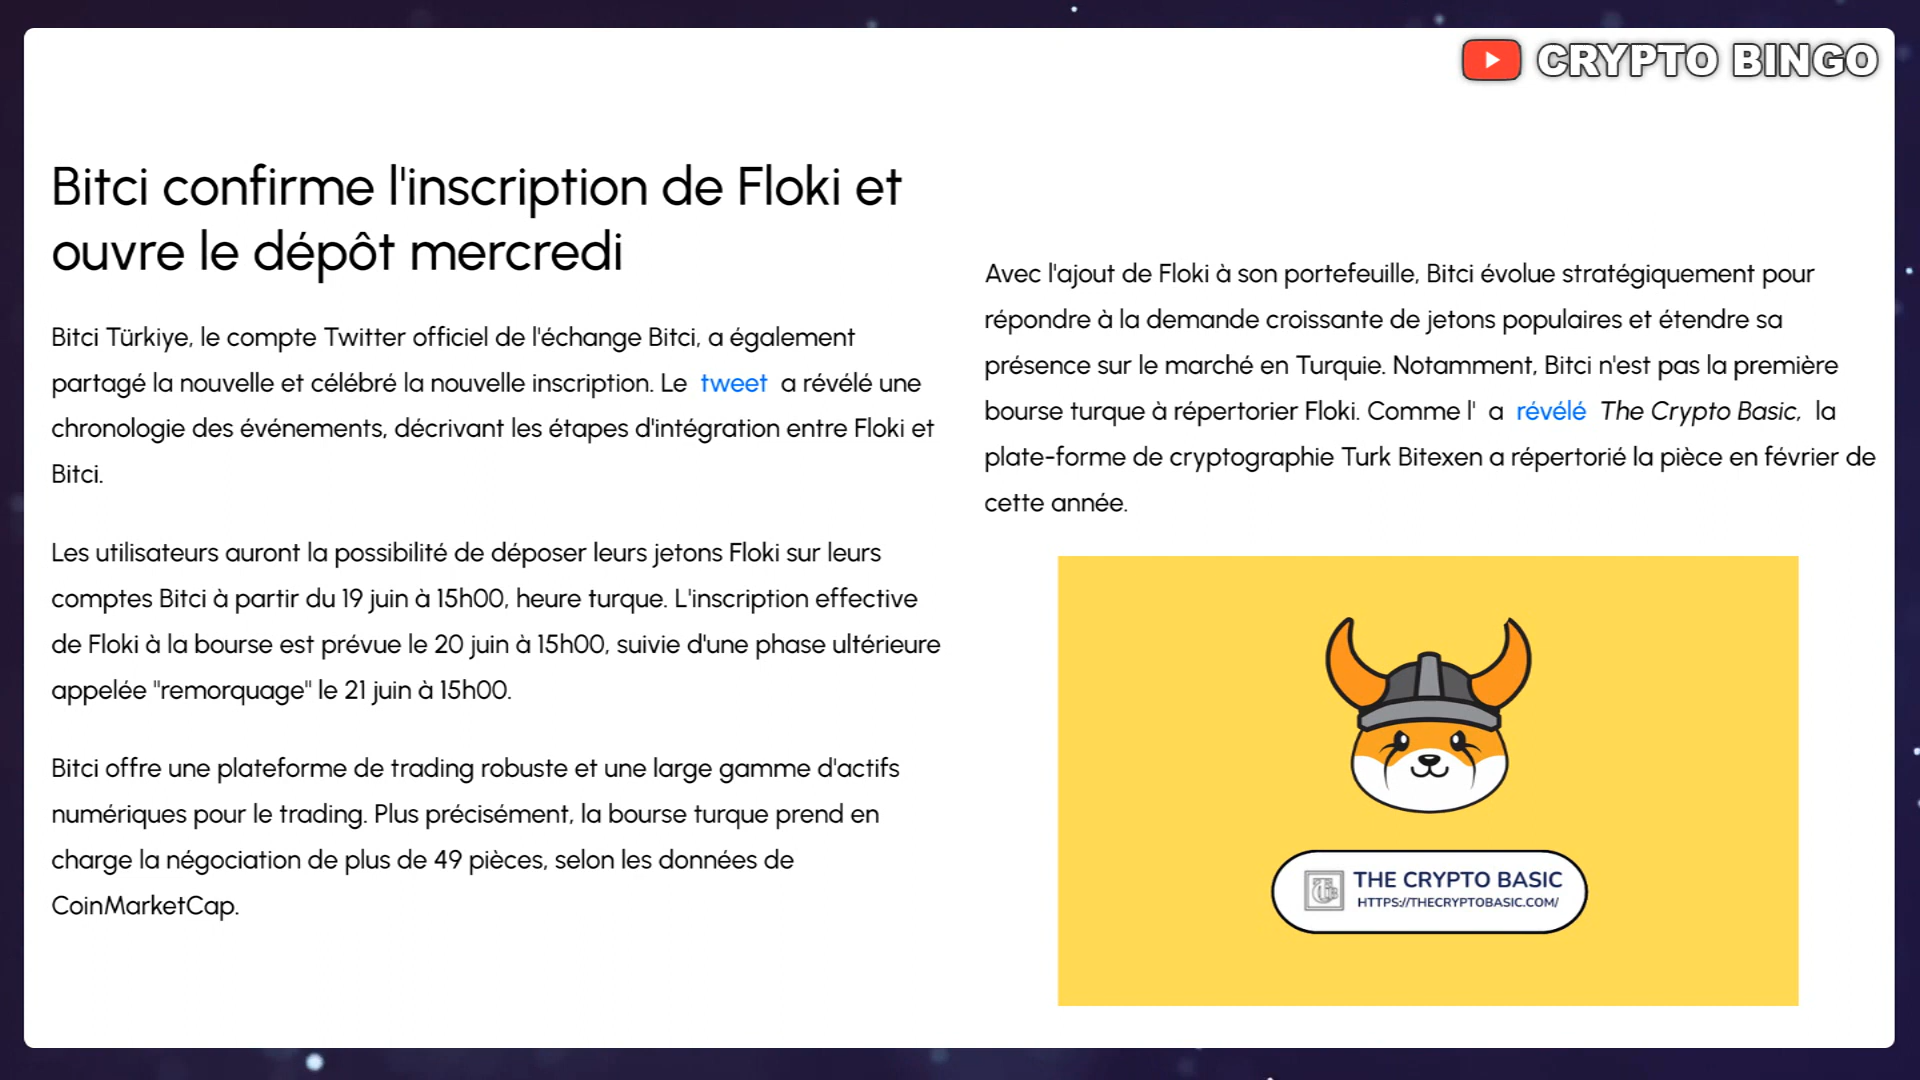 CRYPTO BINGO
Bitci confirme l'inscription de Floki et
ouvre le dépôt mercredi
Bitci Türkiye, le compte Twitter officiel de l'échange Bitci, a également
partagé la nouvelle et célébré la nouvelle inscription. Le tweet a révélé une
chronologie des événements, décrivant les étapes d'intégration entre Floki et
Bitci.
Les utilisateurs auront la possibilité de déposer leurs jetons Floki sur leurs
comptes Bitci à partir du 19 juin à 15h00, heure turque. L'inscription effective
de Floki à la bourse est prévue le 20 juin à 15h00, suivie d'une phase ultérieure
appelée "remorquage" le 21 juin à 15h00.
Bitci offre une plateforme de trading robuste et une large gamme d'actifs
numériques pour le trading. Plus précisément, la bourse turque prend en
charge la négociation de plus de 49 pièces, selon les données de
CoinMarketCap.
Avec l'ajout de Floki à son portefeuille, Bitci évolue stratégiquement pour
répondre à la demande croissante de jetons populaires et étendre sa
présence sur le marché en Turquie. Notamment, Bitci n'est pas la première
bourse turque à répertorier Floki. Comme l' a révélé The Crypto Basic, la
plate-forme de cryptographie Turk Bitexen a répertorié la pièce en février de
cette année.
THE CRYPTO BASIC
HTTPS://THECRYPTOBASIC.COM/